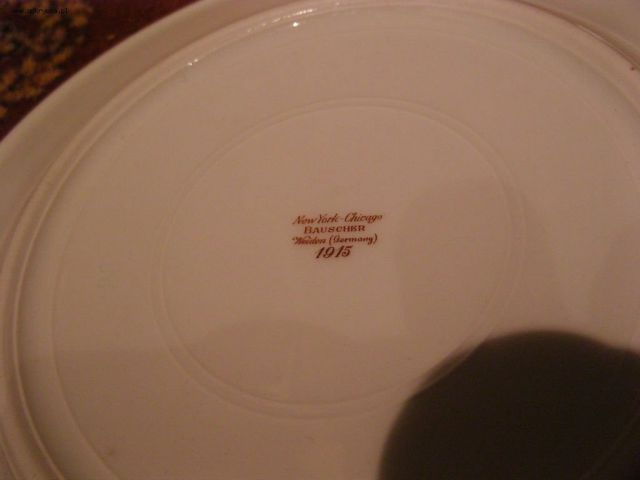 New York-Chicago
BAUSCHER
Weiden (Germany)
1915